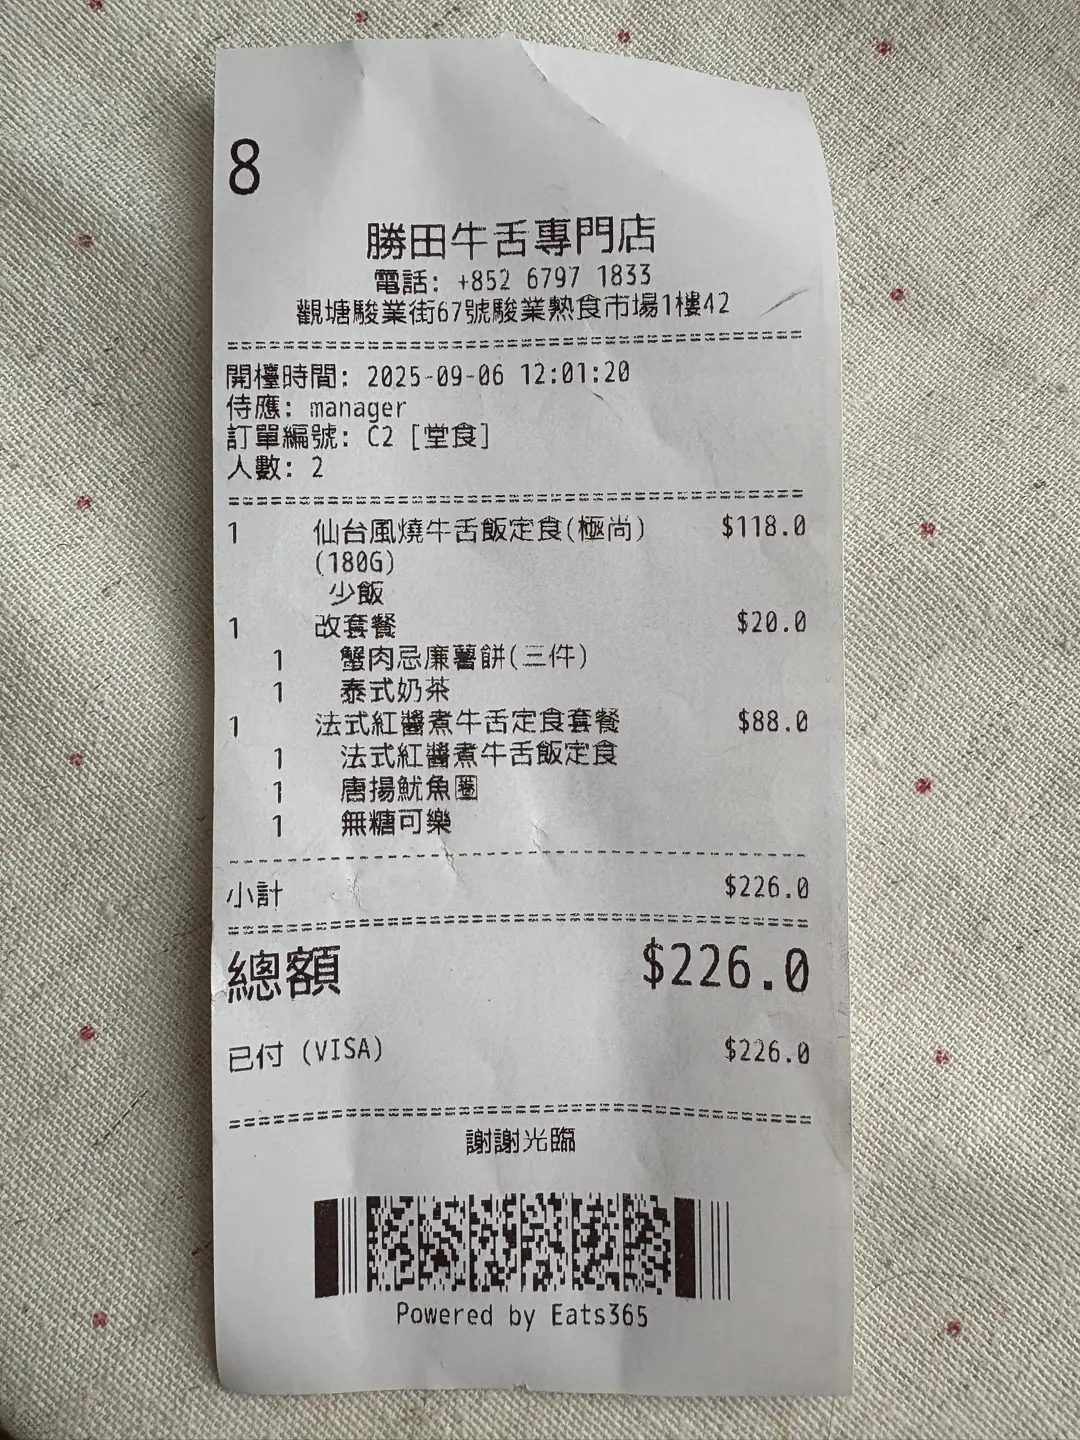 8
勝田牛舌專門店
電話: +852 6797 1833
觀塘駿業街67號駿業熟食市場1樓42
開檯時間: 2025-09-06 12:01:20
侍應: manager
訂單編號: C2 [堂食]
人數: 2
1 仙台風燒牛舌飯定食(極尚) $118.0
(180G)
少飯
1 改套餐 $20.0
1 蟹肉忌廉薯餅(三件)
1 泰式奶茶
1 法式紅醬煮牛舌定食套餐 $88.0
1 法式紅醬煮牛舌飯定食
1 唐揚魷魚圈
1 無糖可樂
小計 $226.0
總額 $226.0
已付 (VISA) $226.0
謝謝光臨
Powered by Eats365